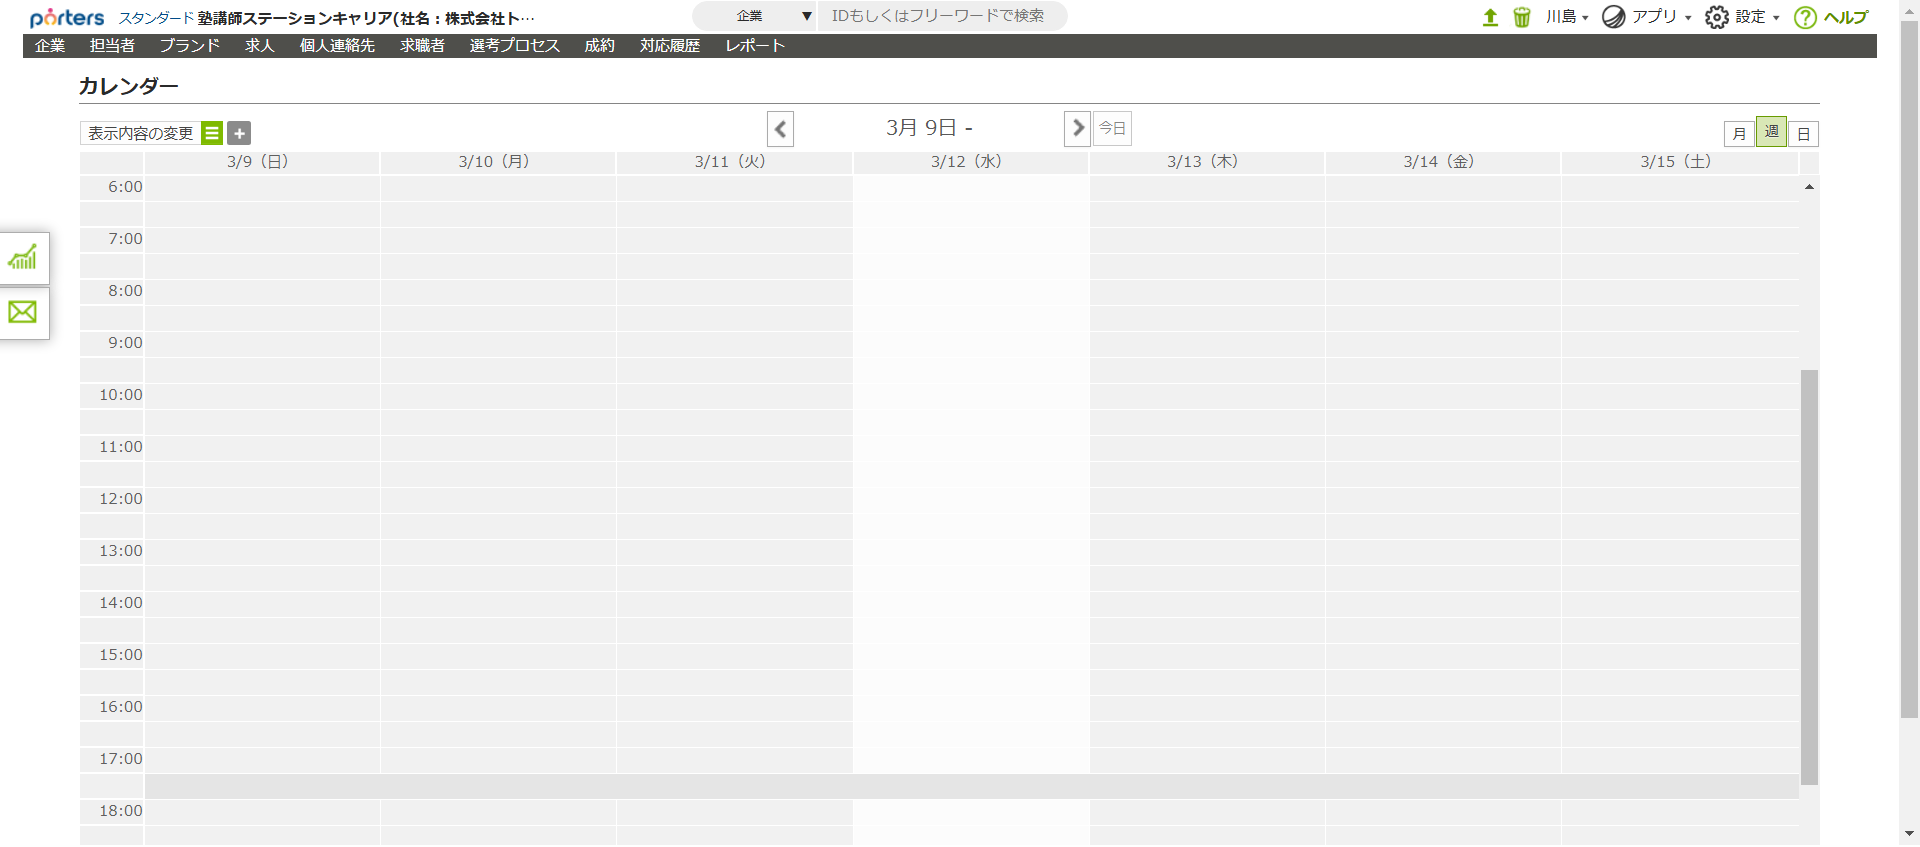 porters スタンダード 塾講師ステーションキャリア(社名：株式会社ト… 企業 ▼ IDもしくはフリーワードで検索 川島 アプリ 設定 ヘルプ
企業 担当者 ブランド 求人 個人連絡先 求職者 選考プロセス 成約 対応履歴 レポート
カレンダー
表示内容の変更 3月 9日 - 今日 月 週 日
3/9（日） 3/10（月） 3/11（火） 3/12（水） 3/13（木） 3/14（金） 3/15（土）
6:00
7:00
8:00
9:00
10:00
11:00
12:00
13:00
14:00
15:00
16:00
17:00
18:00